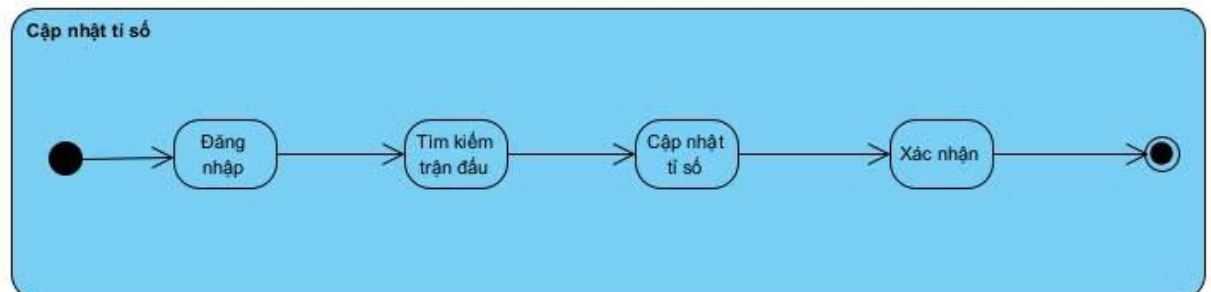 Cập nhật tỉ số
Đăng
nhập
Tìm kiếm
trận đấu
Cập nhật
tỉ số
Xác nhận